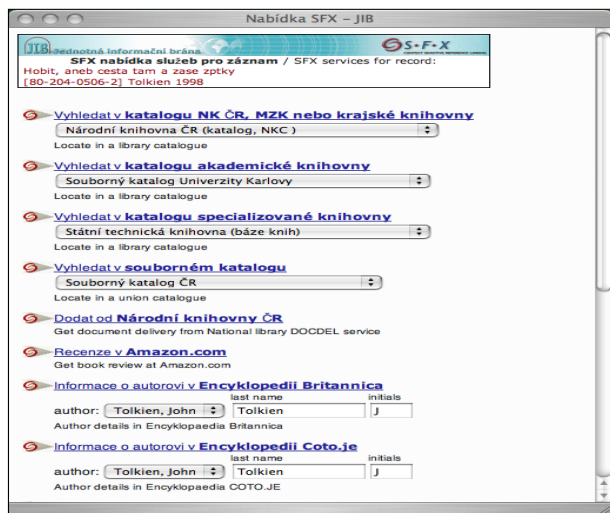 Nabídka SFX – JIB
JIB Jednotná informační brána S·F·X
SFX nabídka služeb pro záznam / SFX services for record:
Hobit, aneb cesta tam a zase zptky
[80-204-0506-2] Tolkien 1998
Vyhledat v katalogu NK ČR, MZK nebo krajské knihovny
Národní knihovna ČR (katalog, NKC )
Locate in a library catalogue
Vyhledat v katalogu akademické knihovny
Souborný katalog Univerzity Karlovy
Locate in a library catalogue
Vyhledat v katalogu specializované knihovny
Státní technická knihovna (báze knih)
Locate in a library catalogue
Vyhledat v souborném katalogu
Souborný katalog ČR
Locate in a union catalogue
Dodat od Národní knihovny ČR
Get document delivery from National library DOCDEL service
Recenze v Amazon.com
Get book review at Amazon.com
Informace o autorovi v Encyklopedii Britannica
last name initials
author: Tolkien, John Tolkien J
Author details in Encyclopaedia Britannica
Informace o autorovi v Encyklopedii Coto.je
last name initials
author: Tolkien, John Tolkien J
Author details in Encyklopaedia COTO.JE